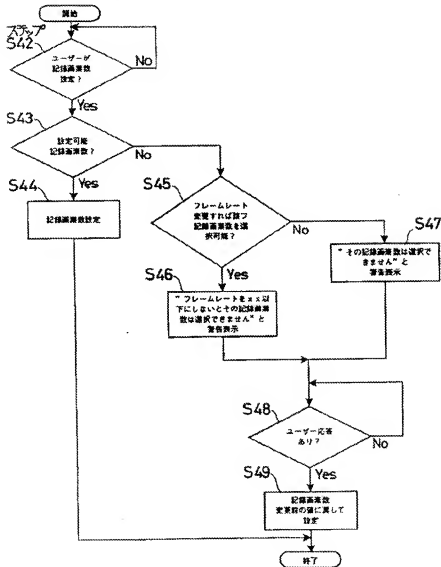 開始
ステップ
S42
ユーザーが
記録画素数
設定?
No
Yes
S43
設定可能
記録画素数?
No
Yes
S44
記録画素数設定
S45
フレームレート
変更すれば該フ
記録画素数を選
択可能?
No
Yes
S46
"フレームレートをxx以
下にしないとその記録画素
数は選択できません"と
警告表示
S47
"その記録画素数は選択で
きません"と
警告表示
S48
ユーザー応答
あり?
No
Yes
S49
記録画素数
変更前の値に戻して
設定
終了